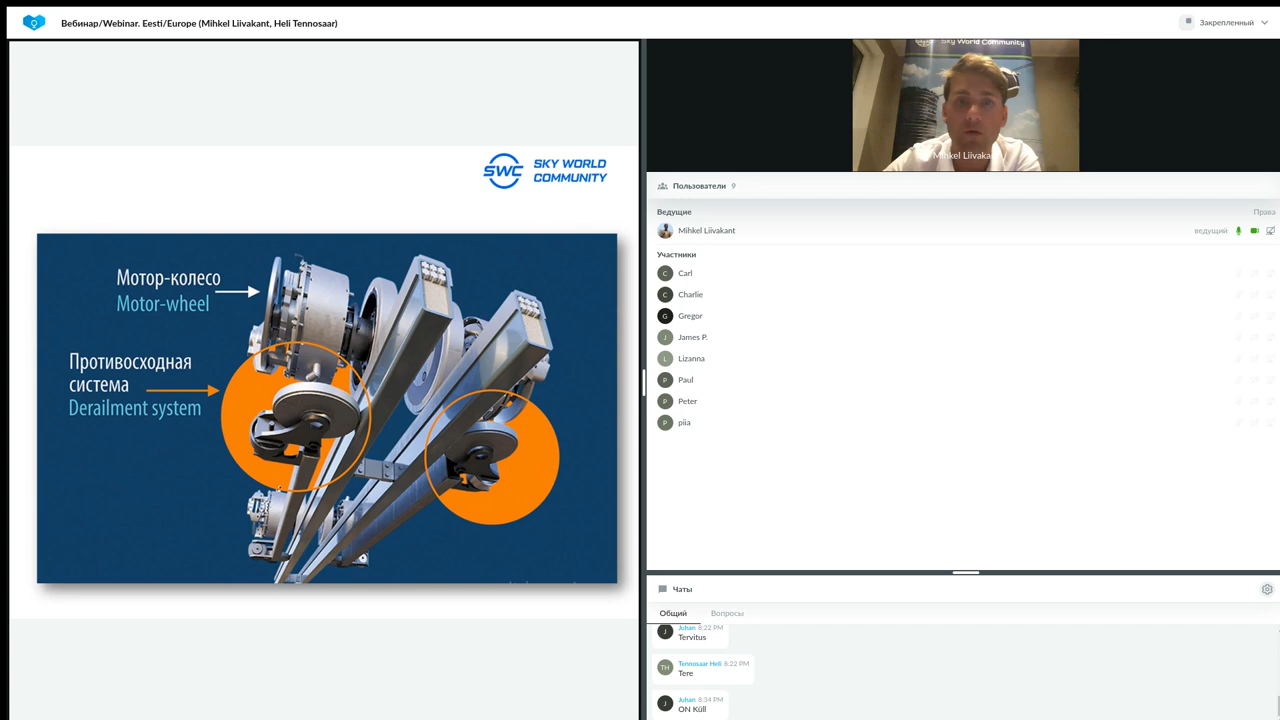 Вебинар/Webinar. Eesti/Europe (Mihkel Liivakant, Heli Tennosaar)
Закрепленный
SWC SKY WORLD
COMMUNITY
Мотор-колесо
Motor-wheel
Противосходная
система
Derailment system
Sky World Community
Mihkel Liivakant
Пользователи 9
Ведущие Права
Mihkel Liivakant ведущий
Участники
C Carl
C Charlie
G Gregor
J James P.
L Lizanna
P Paul
P Peter
P piia
Чаты
Общий Вопросы
J Juhan 8:22 PM
Tervitus
TH Tennosaar Heli 8:22 PM
Tere
J Juhan 8:34 PM
ON Küll